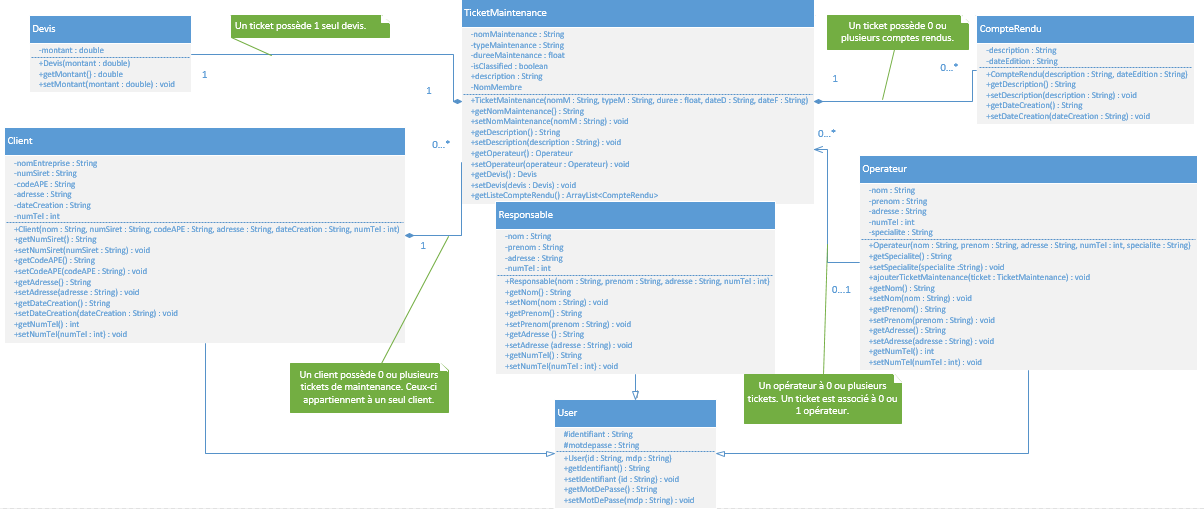 Devis
-montant : double
+Devis(montant : double)
+getMontant() : double
+setMontant(montant : double) : void
Un ticket possède 1 seul devis.
1
1
TicketMaintenance
-nomMaintenance : String
-typeMaintenance : String
-dureeMaintenance : float
-isClassified : boolean
+description : String
-NomMembre
+TicketMaintenance(nomM : String, typeM : String, duree : float, dateD : String, dateF : String)
+getNomMaintenance() : String
+setNomMaintenance(nomM : String) : void
+getDescription() : String
+setDescription(description : String) : void
+getOperateur() : Operateur
+setOperateur(operateur : Operateur) : void
+getDevis() : Devis
+setDevis(devis : Devis) : void
+getListeCompteRendu() : ArrayList<CompteRendu>
Un ticket possède 0 ou
plusieurs comptes rendus.
1
0...*
CompteRendu
-description : String
-dateEdition : String
+CompteRendu(description : String, dateEdition : String)
+getDescription() : String
+setDescription(description : String) : void
+getDateCreation() : String
+setDateCreation(dateCreation : String) : void
Client
-nomEntreprise : String
-numSiret : String
-codeAPE : String
-adresse : String
-dateCreation : String
-numTel : int
+Client(nom : String, numSiret : String, codeAPE : String, adresse : String, dateCreation : String, numTel : int)
+getNumSiret() : String
+setNumSiret(numSiret : String) : void
+getCodeAPE() : String
+setCodeAPE(codeAPE : String) : void
+getAdresse() : String
+setAdresse(adresse : String) : void
+getDateCreation() : String
+setDateCreation(dateCreation : String) : void
+getNumTel() : int
+setNumTel(numTel : int) : void
0...*
1
Un client possède 0 ou plusieurs
tickets de maintenance. Ceux-ci
appartiennent à un seul client.
Responsable
-nom : String
-prenom : String
-adresse : String
-numTel : int
+Responsable(nom : String, prenom : String, adresse : String, numTel : int)
+getNom() : String
+setNom(nom : String) : void
+getPrenom() : String
+setPrenom(prenom : String) : void
+getAdresse () : String
+setAdresse (adresse : String) : void
+getNumTel() : String
+setNumTel(numTel : int) : void
0...*
0...1
Operateur
-nom : String
-prenom : String
-adresse : String
-numTel : int
-specialite : String
+Operateur(nom : String, prenom : String, adresse : String, numTel : int, specialite : String)
+getSpecialite() : String
+setSpecialite(specialite :String) : void
+ajouterTicketMaintenance(ticket : TicketMaintenance) : void
+getNom() : String
+setNom(nom : String) : void
+getPrenom() : String
+setPrenom(prenom : String) : void
+getAdresse() : String
+setAdresse(adresse : String) : void
+getNumTel() : int
+setNumTel(numTel : int) : void
Un opérateur à 0 ou plusieurs
tickets. Un ticket est associé à 0 ou
1 opérateur.
User
#identifiant : String
#motdepasse : String
+User(id : String, mdp : String)
+getIdentifiant() : String
+setIdentifiant (id : String) : void
+getMotDePasse() : String
+setMotDePasse(mdp : String) : void